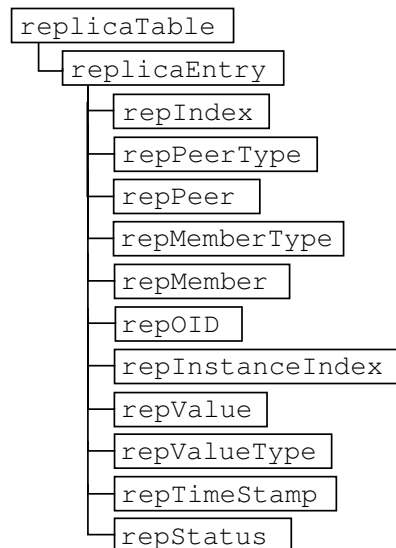 replicaTable
replicaEntry
repIndex
repPeerType
repPeer
repMemberType
repMember
repOID
repInstanceIndex
repValue
repValueType
repTimeStamp
repStatus